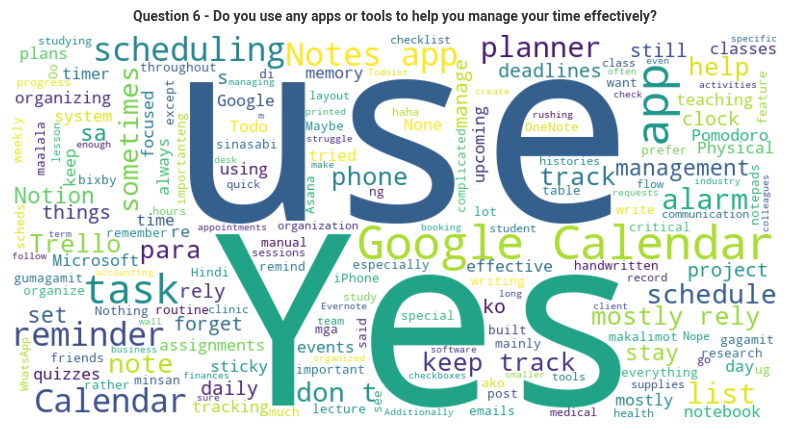 Question 6 - Do you use any apps or tools to help you manage your time effectively?
studying
plans
Oo
timer
scheduling
throughout
Notes app
checklist
planner
still
specific
classes
progress
organizing
system
sometimes
focused
except
s
di
memory
Todoist
managing
Google
m
Todo
layout
printed
Maybe
haha
None
struggle
manage
complicated
deadlines
class
even
often
want
check
help
activities
create
teaching
feature
app
clock
rushing
OneNote
upcoming
Pomodoro
prefer
Physical
weekly
maalala
lesson
keep
sa
enough
always
importanteng
sinasabi
desk
using
quick
tried
make
Asana
phone
ng
use
histories
track
table
management
flow
requests
industry
notepads
colleagues
bixby
Notion
things
hours
time
alarm
write
communication
scheds
term
remember
re
appointments
organization
lot
booking
student
critical
Trello
para
manual
sessions
Google Calendar
follow
Microsoft
accounting
Hindi
remind
especially
effective
handwritten
project
gumagamit
organize
task
rely
iPhone
writing
record
Nothing
routine
clinic
study
Evernote
long
client
schedule
set
wall
forget
team
mga
said
special
ko
built
mainly
mostly rely
reminder
assignments
events
organized
Yes
software
makalimot
Nope
gagamit
WhatsApp
friends
business
note
sticky
important
keep track
stay
research
go
day
ug
quizzes
rather
minsan
finances
daily
checkboxes
smaller
tools
everything
supplies
Calendar
sure
tracking
much
don t
lecture
see
Additionally
ako
post
emails
medical
mostly
health
list
notebook